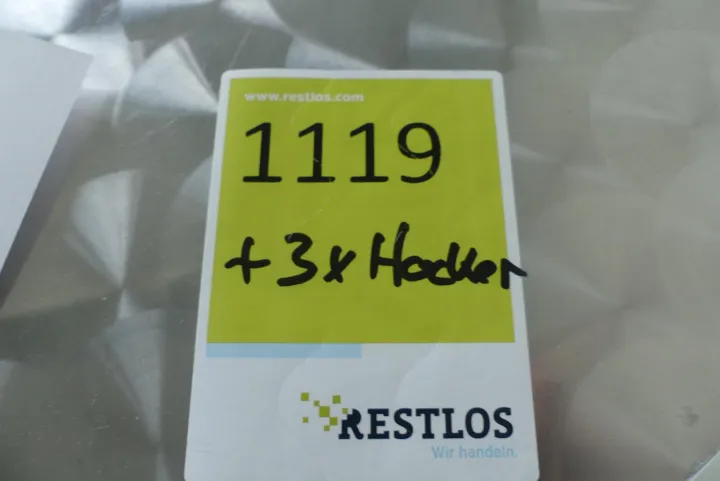 www.restlos.com
1119
+ 3x Hocker
RESTLOS
Wir handeln.